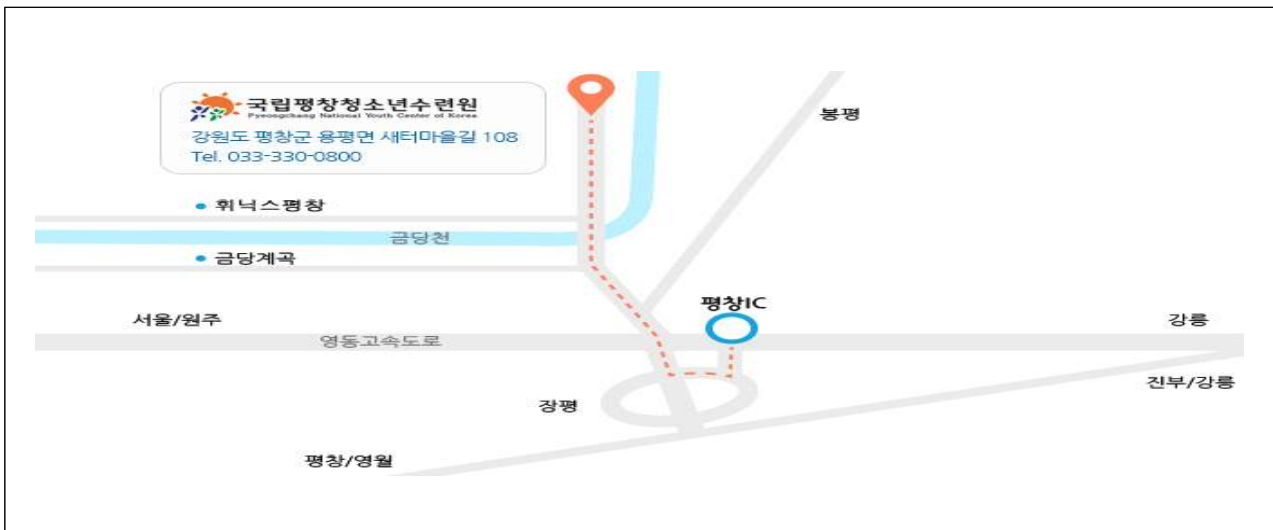 국립평창청소년수련원
Pyeongchang National Youth Center of Korea
강원도 평창군 용평면 새터마을길 108
Tel. 033-330-0800
봉평
휘닉스평창
금당천
금당계곡
평창IC
서울/원주
강릉
영동고속도로
진부/강릉
장평
평창/영월